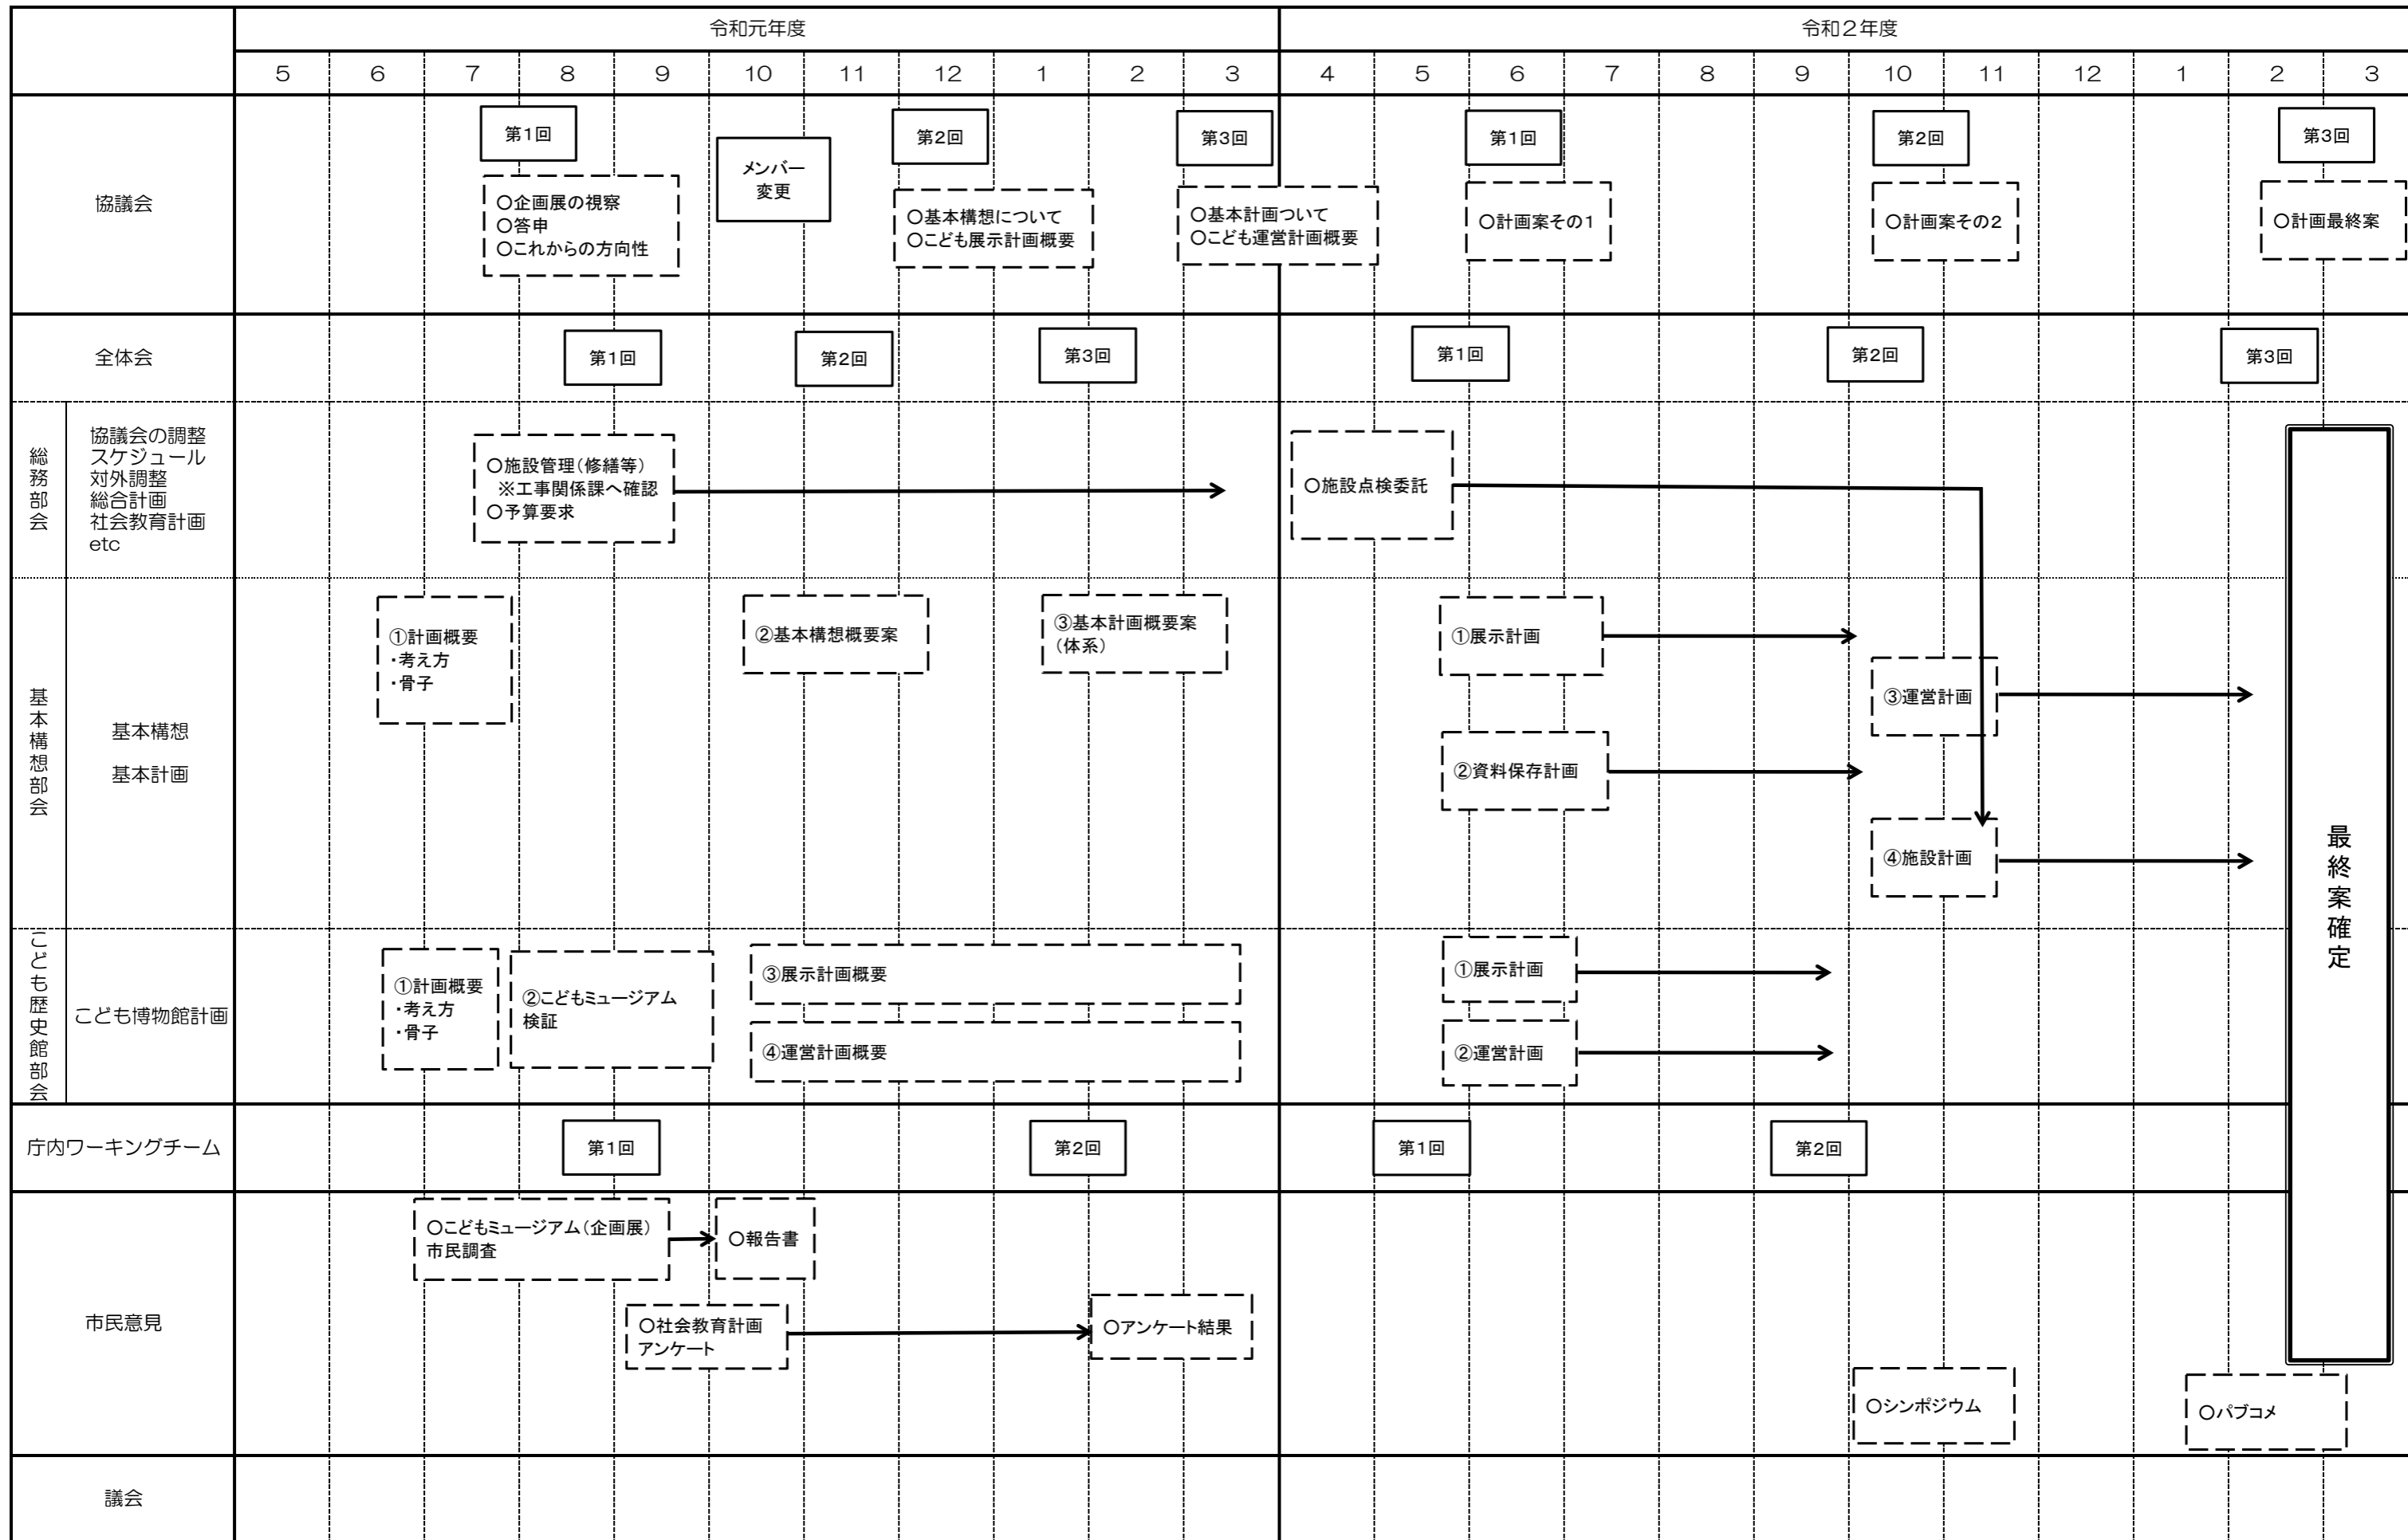 令和元年度
令和２年度
5 6 7 8 9 10 11 12 1 2 3 4 5 6 7 8 9 10 11 12 1 2 3
協議会
第1回
○企画展の視察
○答申
○これからの方向性
メンバー
変更
第2回
○基本構想について
○こども展示計画概要
第3回
○基本計画ついて
○こども運営計画概要
第1回
○計画案その１
第2回
○計画案その２
第3回
○計画最終案
全体会
第1回
第2回
第3回
第1回
第2回
第3回
総務部会
協議会の調整
スケジュール
対外調整
総合計画
社会教育計画
etc
○施設管理（修繕等）
※工事関係課へ確認
○予算要求
○施設点検委託
基本構想部会
基本構想
基本計画
①計画概要
・考え方
・骨子
②基本構想概要案
③基本計画概要案
（体系）
①展示計画
②資料保存計画
③運営計画
④施設計画
最終案確定
こども歴史館部会
こども博物館計画
①計画概要
・考え方
・骨子
②こどもミュージアム
検証
③展示計画概要
④運営計画概要
①展示計画
②運営計画
庁内ワーキングチーム
第1回
第2回
第1回
第2回
市民意見
○こどもミュージアム（企画展）
市民調査
○報告書
○社会教育計画
アンケート
○アンケート結果
○シンポジウム
○パブコメ
議会